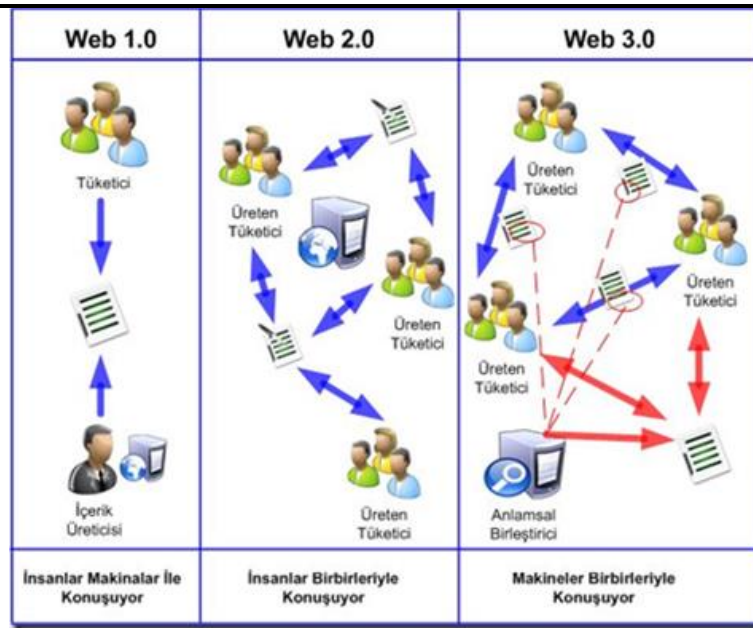 Web 1.0
Tüketici
İçerik
Üreticisi
İnsanlar Makinalar İle
Konuşuyor
Web 2.0
Üreten
Tüketici
Üreten
Tüketici
Üreten
Tüketici
İnsanlar Birbirleriyle
Konuşuyor
Web 3.0
Üreten
Tüketici
Üreten
Tüketici
Üreten
Tüketici
Anlamsal
Birleştirici
Makineler Birbirleriyle
Konuşuyor